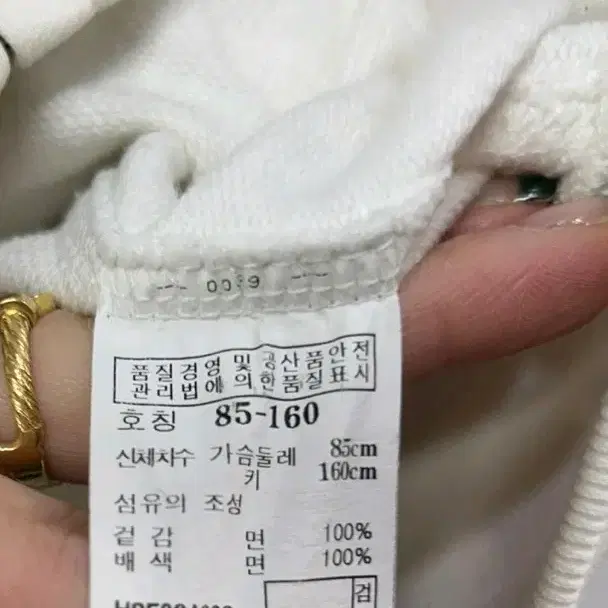 0039
품질경영 및 공산품안전
관리법에 의한품질표시
호칭 85-160
신체치수 가슴둘레 85cm
키 160cm
섬유의 조성
겉감 면 100%
배색 면 100%
검